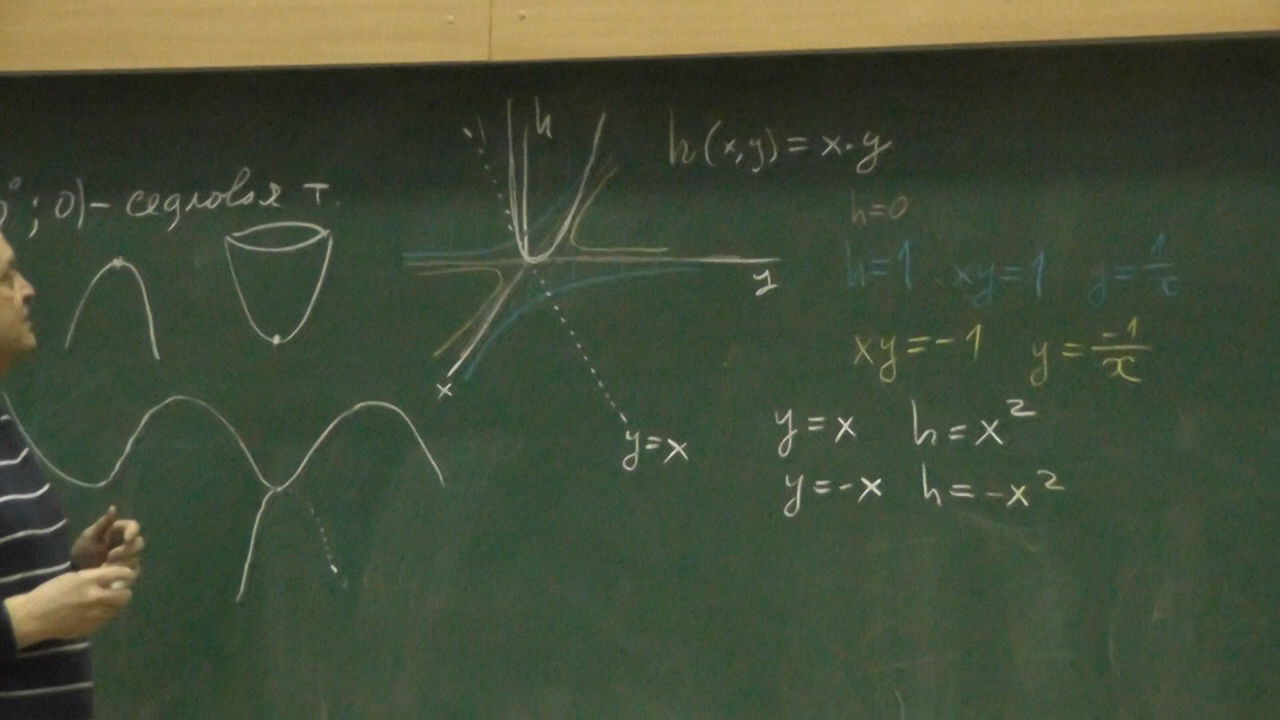 ; 0) - седловая т.
h
y
x
y=x
h(x,y) = x·y
h=0
h=1 xy=1 y=1/x
xy=-1 y=-1/x
y=x h=x²
y=-x h=-x²